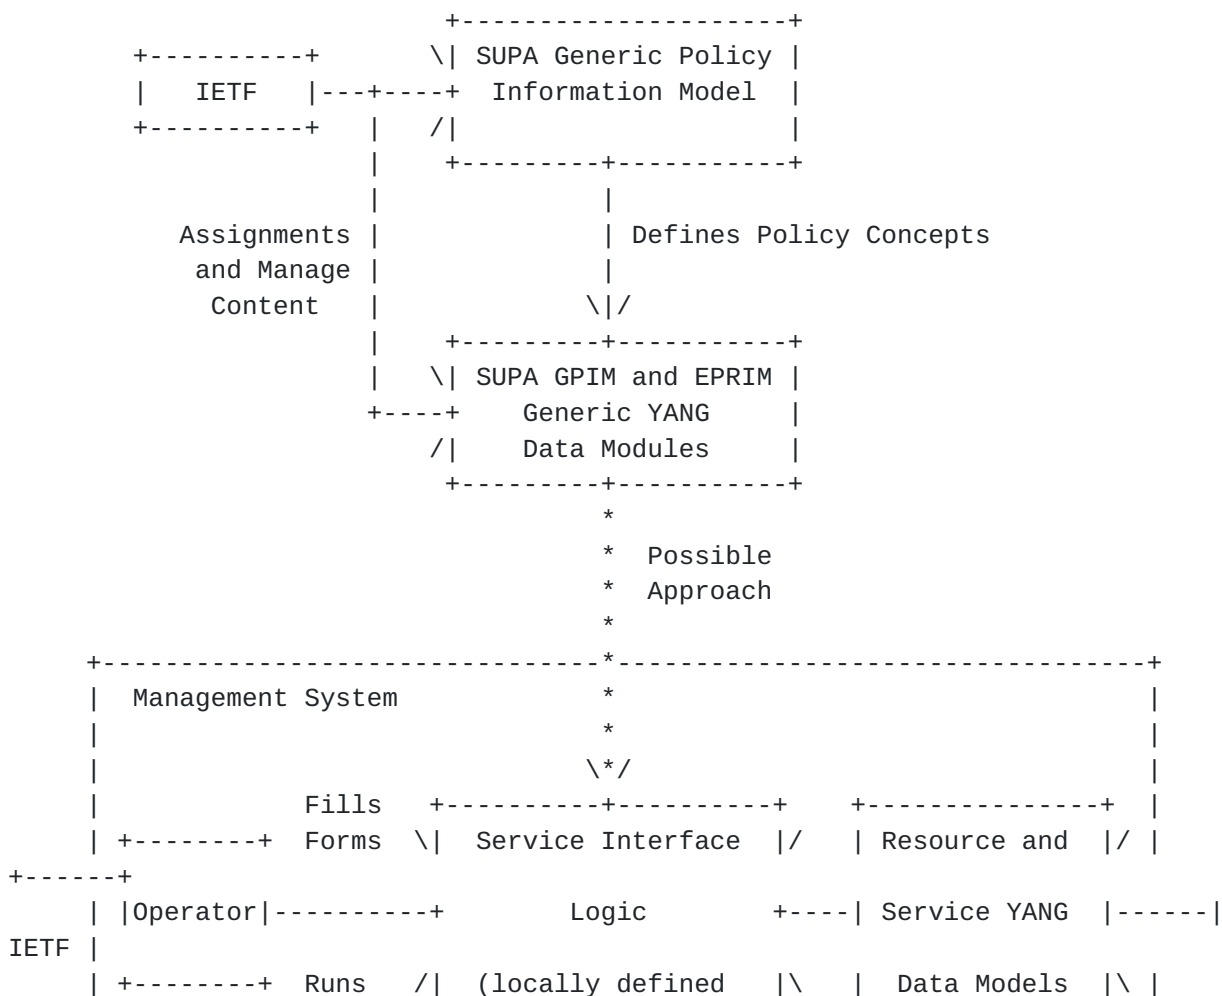 +---------------------+
        +----------+       \| SUPA Generic Policy |
        |   IETF   |---+----+  Information Model  |
        +----------+   |   /|                     |
                       |    +---------+-----------+
                       |              |
           Assignments |              | Defines Policy Concepts
            and Manage |              |
             Content   |             \|/
                       |    +---------+-----------+
                       |   \| SUPA GPIM and EPRIM |
                       +----+    Generic YANG     |
                           /|    Data Modules     |
                            +---------+-----------+
                                      *
                                      *  Possible
                                      *  Approach
                                      *
     +--------------------------------*----------------------------------+
     |  Management System             *                                  |
     |                                *                                  |
     |                               \*/                                 |
     |             Fills   +----------+----------+    +---------------+  |
     | +--------+  Forms  \|  Service Interface  |/   | Resource and  |/ |
+------+
     | |Operator|----------+        Logic        +----| Service YANG  |------|
IETF |
     | +--------+  Runs   /|  (locally defined   |\   |  Data Models  |\ |